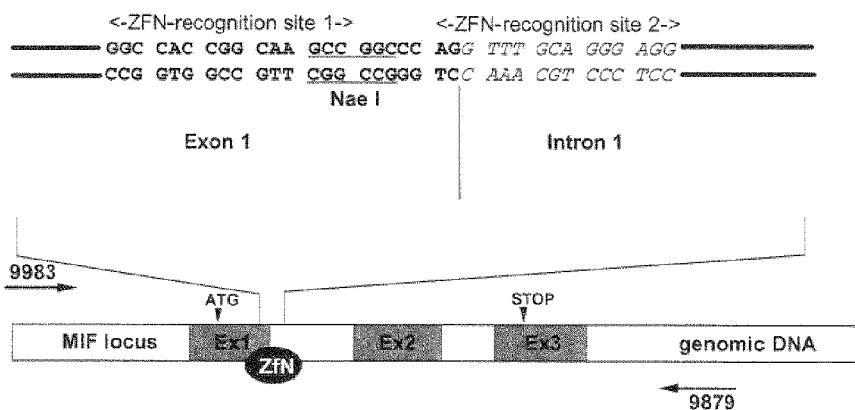 <-ZFN-recognition site 1-> <-ZFN-recognition site 2->
GGC CAC CGG CAA GCC GGCCC AGG TTTT GCA GGG AGG
CCG GTG GCC GTT CGG CCGGG TCC AAAA CGT CCC TCC
Nae I
Exon 1 Intron 1
9983
ATG STOP
MIF locus Ex1 Ex2 Ex3 genomic DNA
ZfN
9879